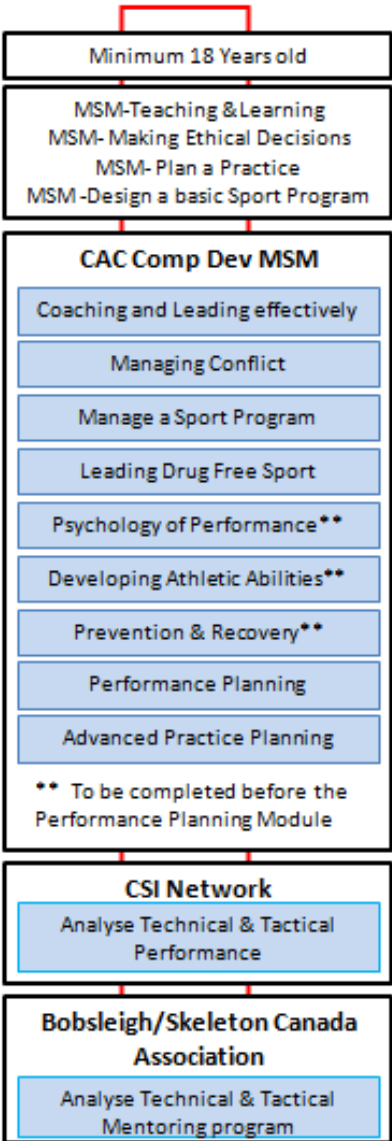 Minimum 18 Years old
MSM-Teaching &Learning
MSM- Making Ethical Decisions
MSM- Plan a Practice
MSM -Design a basic Sport Program
CAC Comp Dev MSM
Coaching and Leading effectively
Managing Conflict
Manage a Sport Program
Leading Drug Free Sport
Psychology of Performance**
Developing Athletic Abilities**
Prevention & Recovery**
Performance Planning
Advanced Practice Planning
** To be completed before the
Performance Planning Module
CSI Network
Analyse Technical & Tactical
Performance
Bobsleigh/Skeleton Canada
Association
Analyse Technical & Tactical
Mentoring program